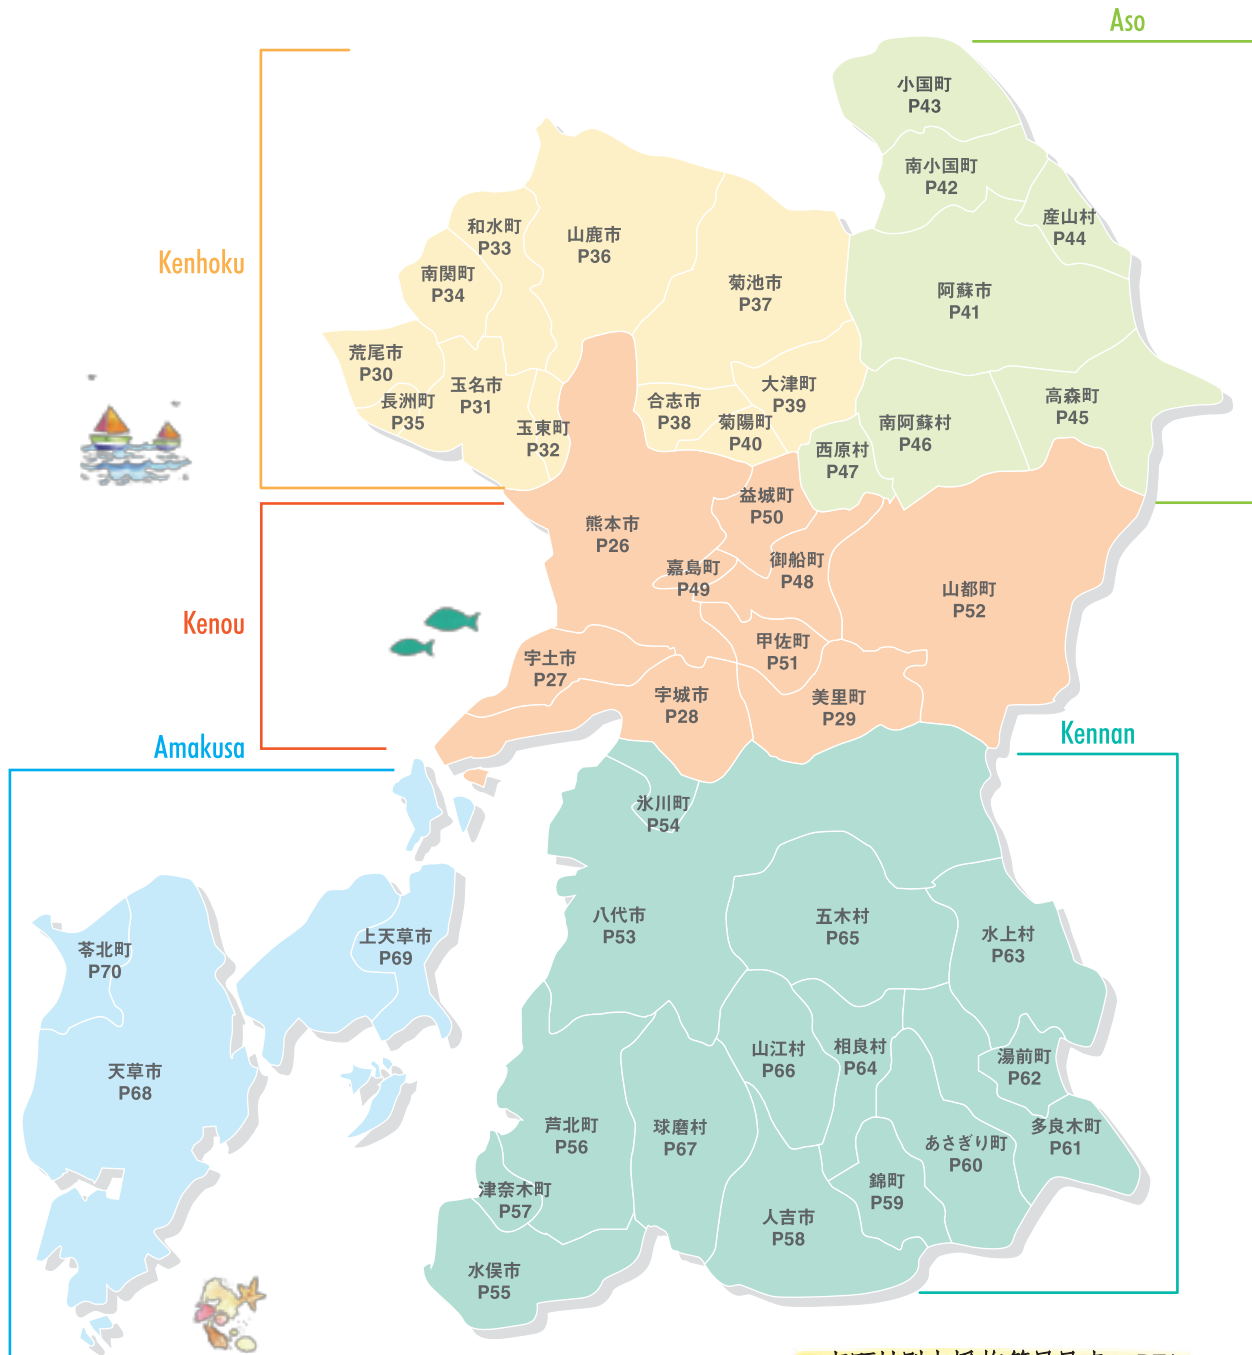 Aso
小国町
P43
南小国町
P42
産山村
P44
和水町
P33
山鹿市
P36
Kenhoku
南関町
P34
菊池市
P37
阿蘇市
P41
荒尾市
P30
玉名市
P31
大津町
P39
高森町
P45
長洲町
P35
合志市
P38
菊陽町
P40
南阿蘇村
P46
玉東町
P32
西原村
P47
益城町
P50
熊本市
P26
嘉島町
P49
御船町
P48
山都町
P52
Kenou
宇土市
P27
甲佐町
P51
宇城市
P28
美里町
P29
Amakusa
Kennan
氷川町
P54
八代市
P53
五木村
P65
水上村
P63
上天草市
P69
苓北町
P70
山江村
P66
相良村
P64
湯前町
P62
天草市
P68
芦北町
P56
球磨村
P67
あさぎり町
P60
多良木町
P61
津奈木町
P57
錦町
P59
人吉市
P58
水俣市
P55